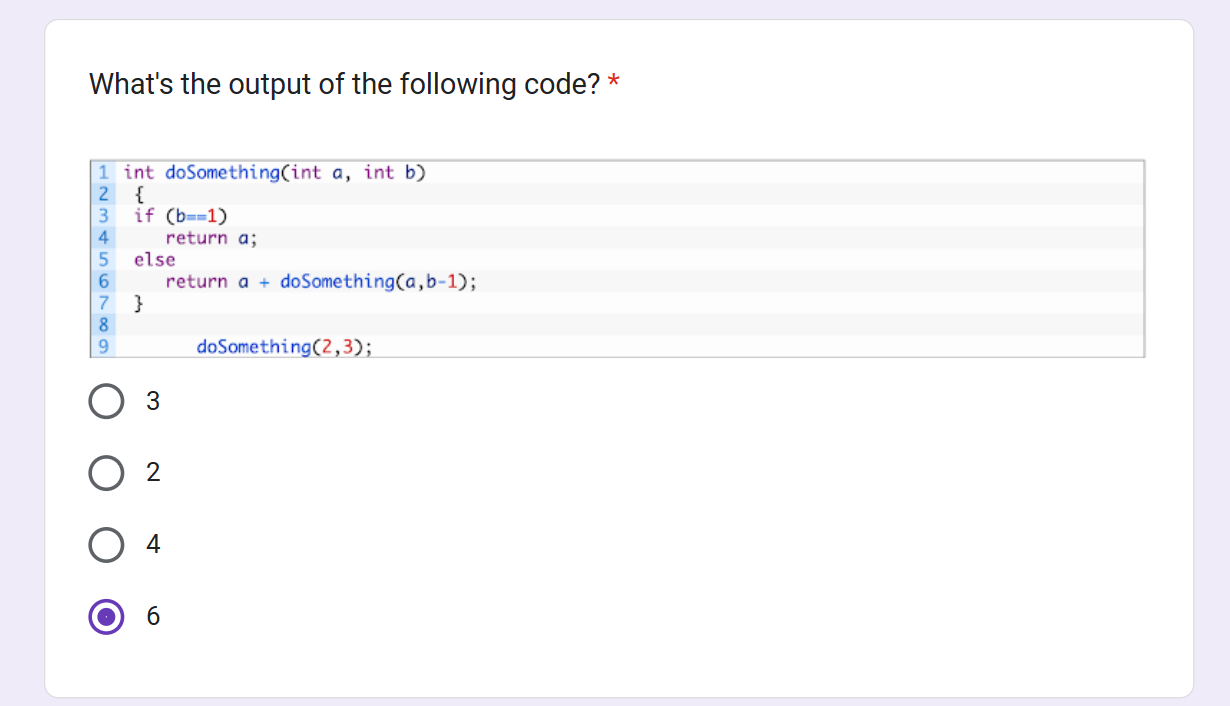 What's the output of the following code? *
1 int doSomething(int a, int b)
2 {
3 if (b==1)
4 return a;
5 else
6 return a + doSomething(a,b-1);
7 }
8
9 doSomething(2,3);
3
2
4
6